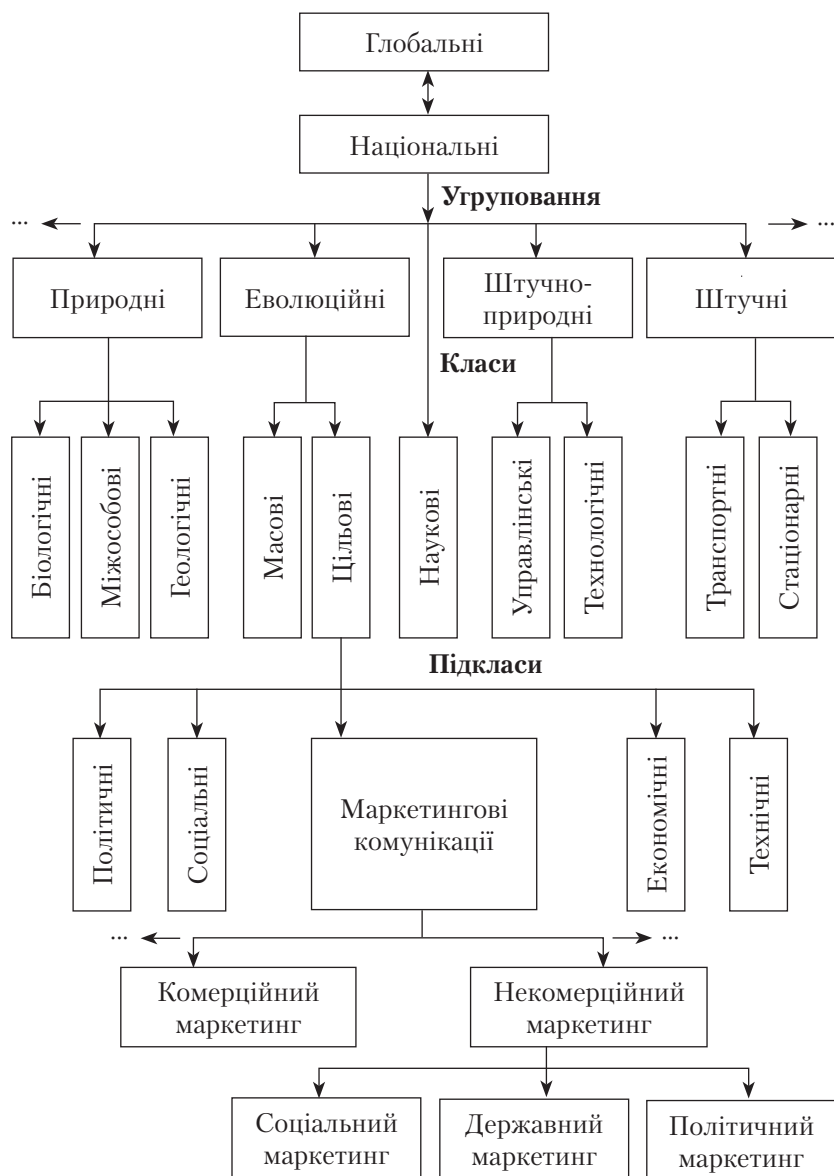 Глобальні
Національні
Угруповання
... ...
Природні
Еволюційні
Штучно-
природні
Штучні
Класи
Біологічні
Міжособові
Геологічні
Масові
Цільові
Наукові
Управлінські
Технологічні
Транспортні
Стаціонарні
Підкласи
Політичні
Соціальні
Маркетингові
комунікації
Економічні
Технічні
... ...
Комерційний
маркетинг
Некомерційний
маркетинг
Соціальний
маркетинг
Державний
маркетинг
Політичний
маркетинг